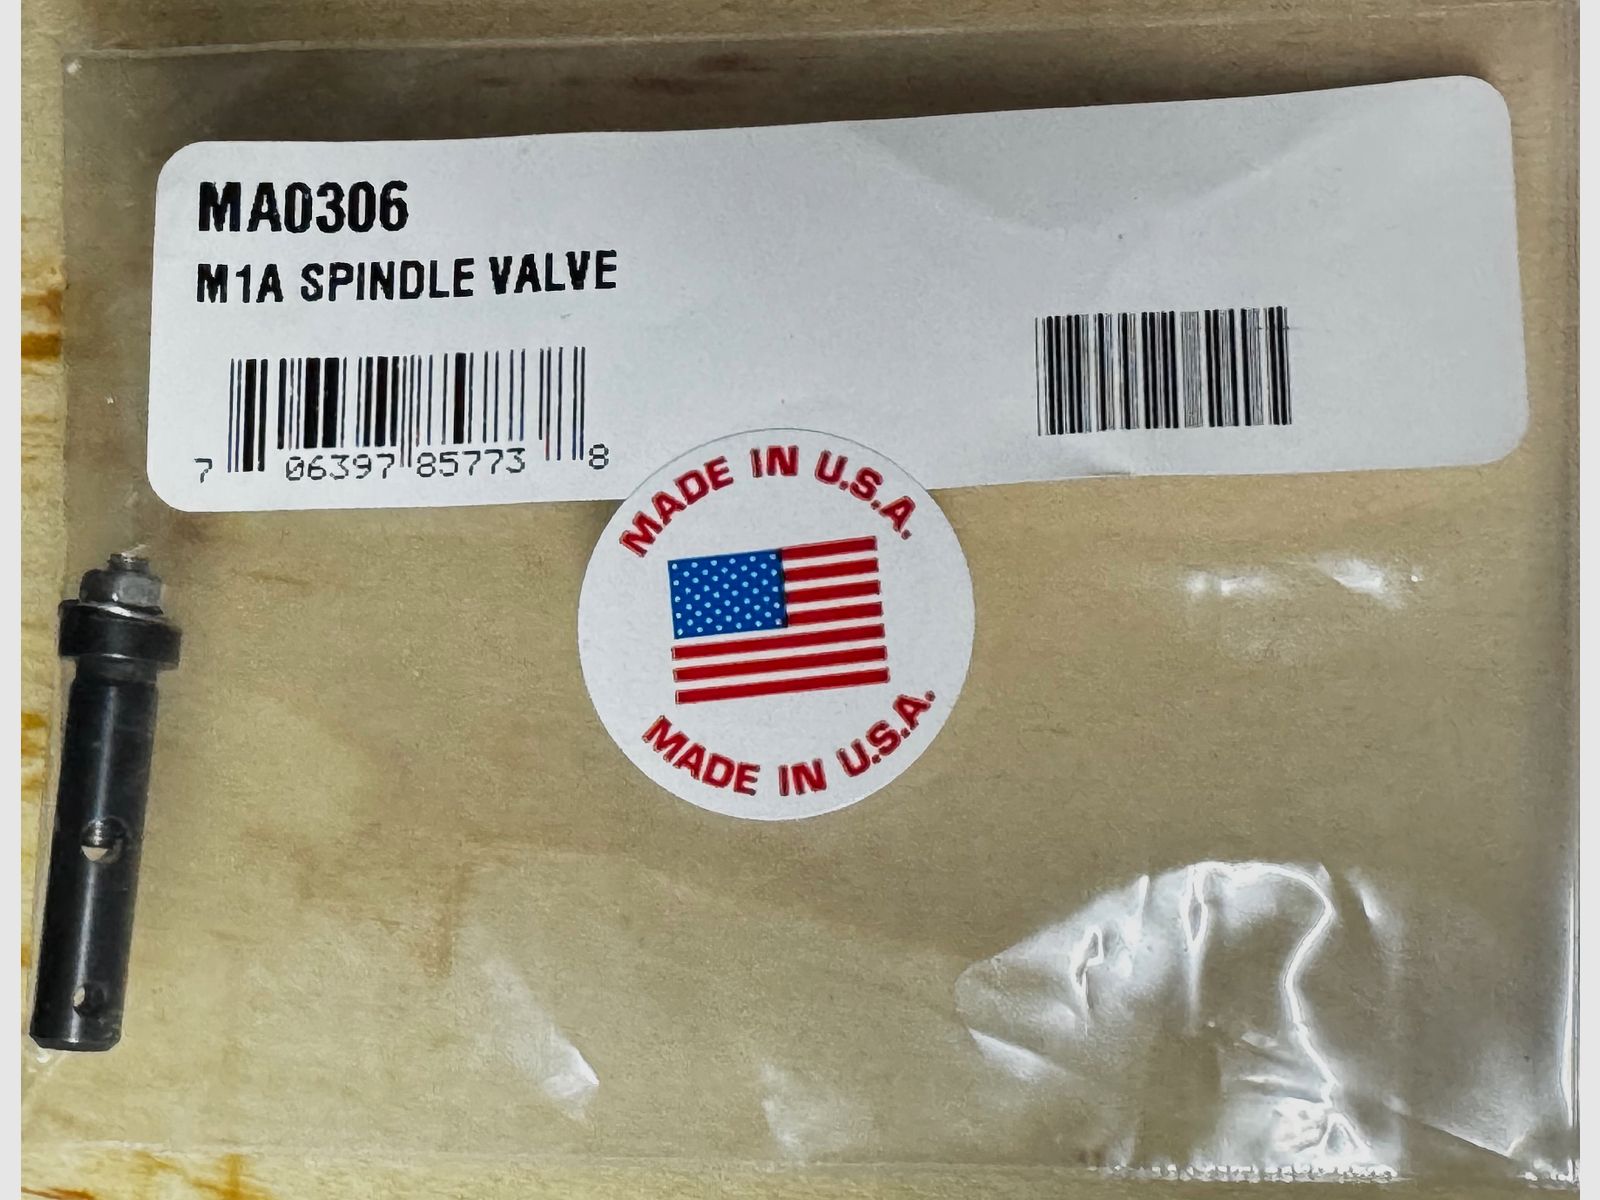 MA0306
M1A SPINDLE VALVE
7 06397 85773 8
MADE IN U.S.A.
MADE IN U.S.A.